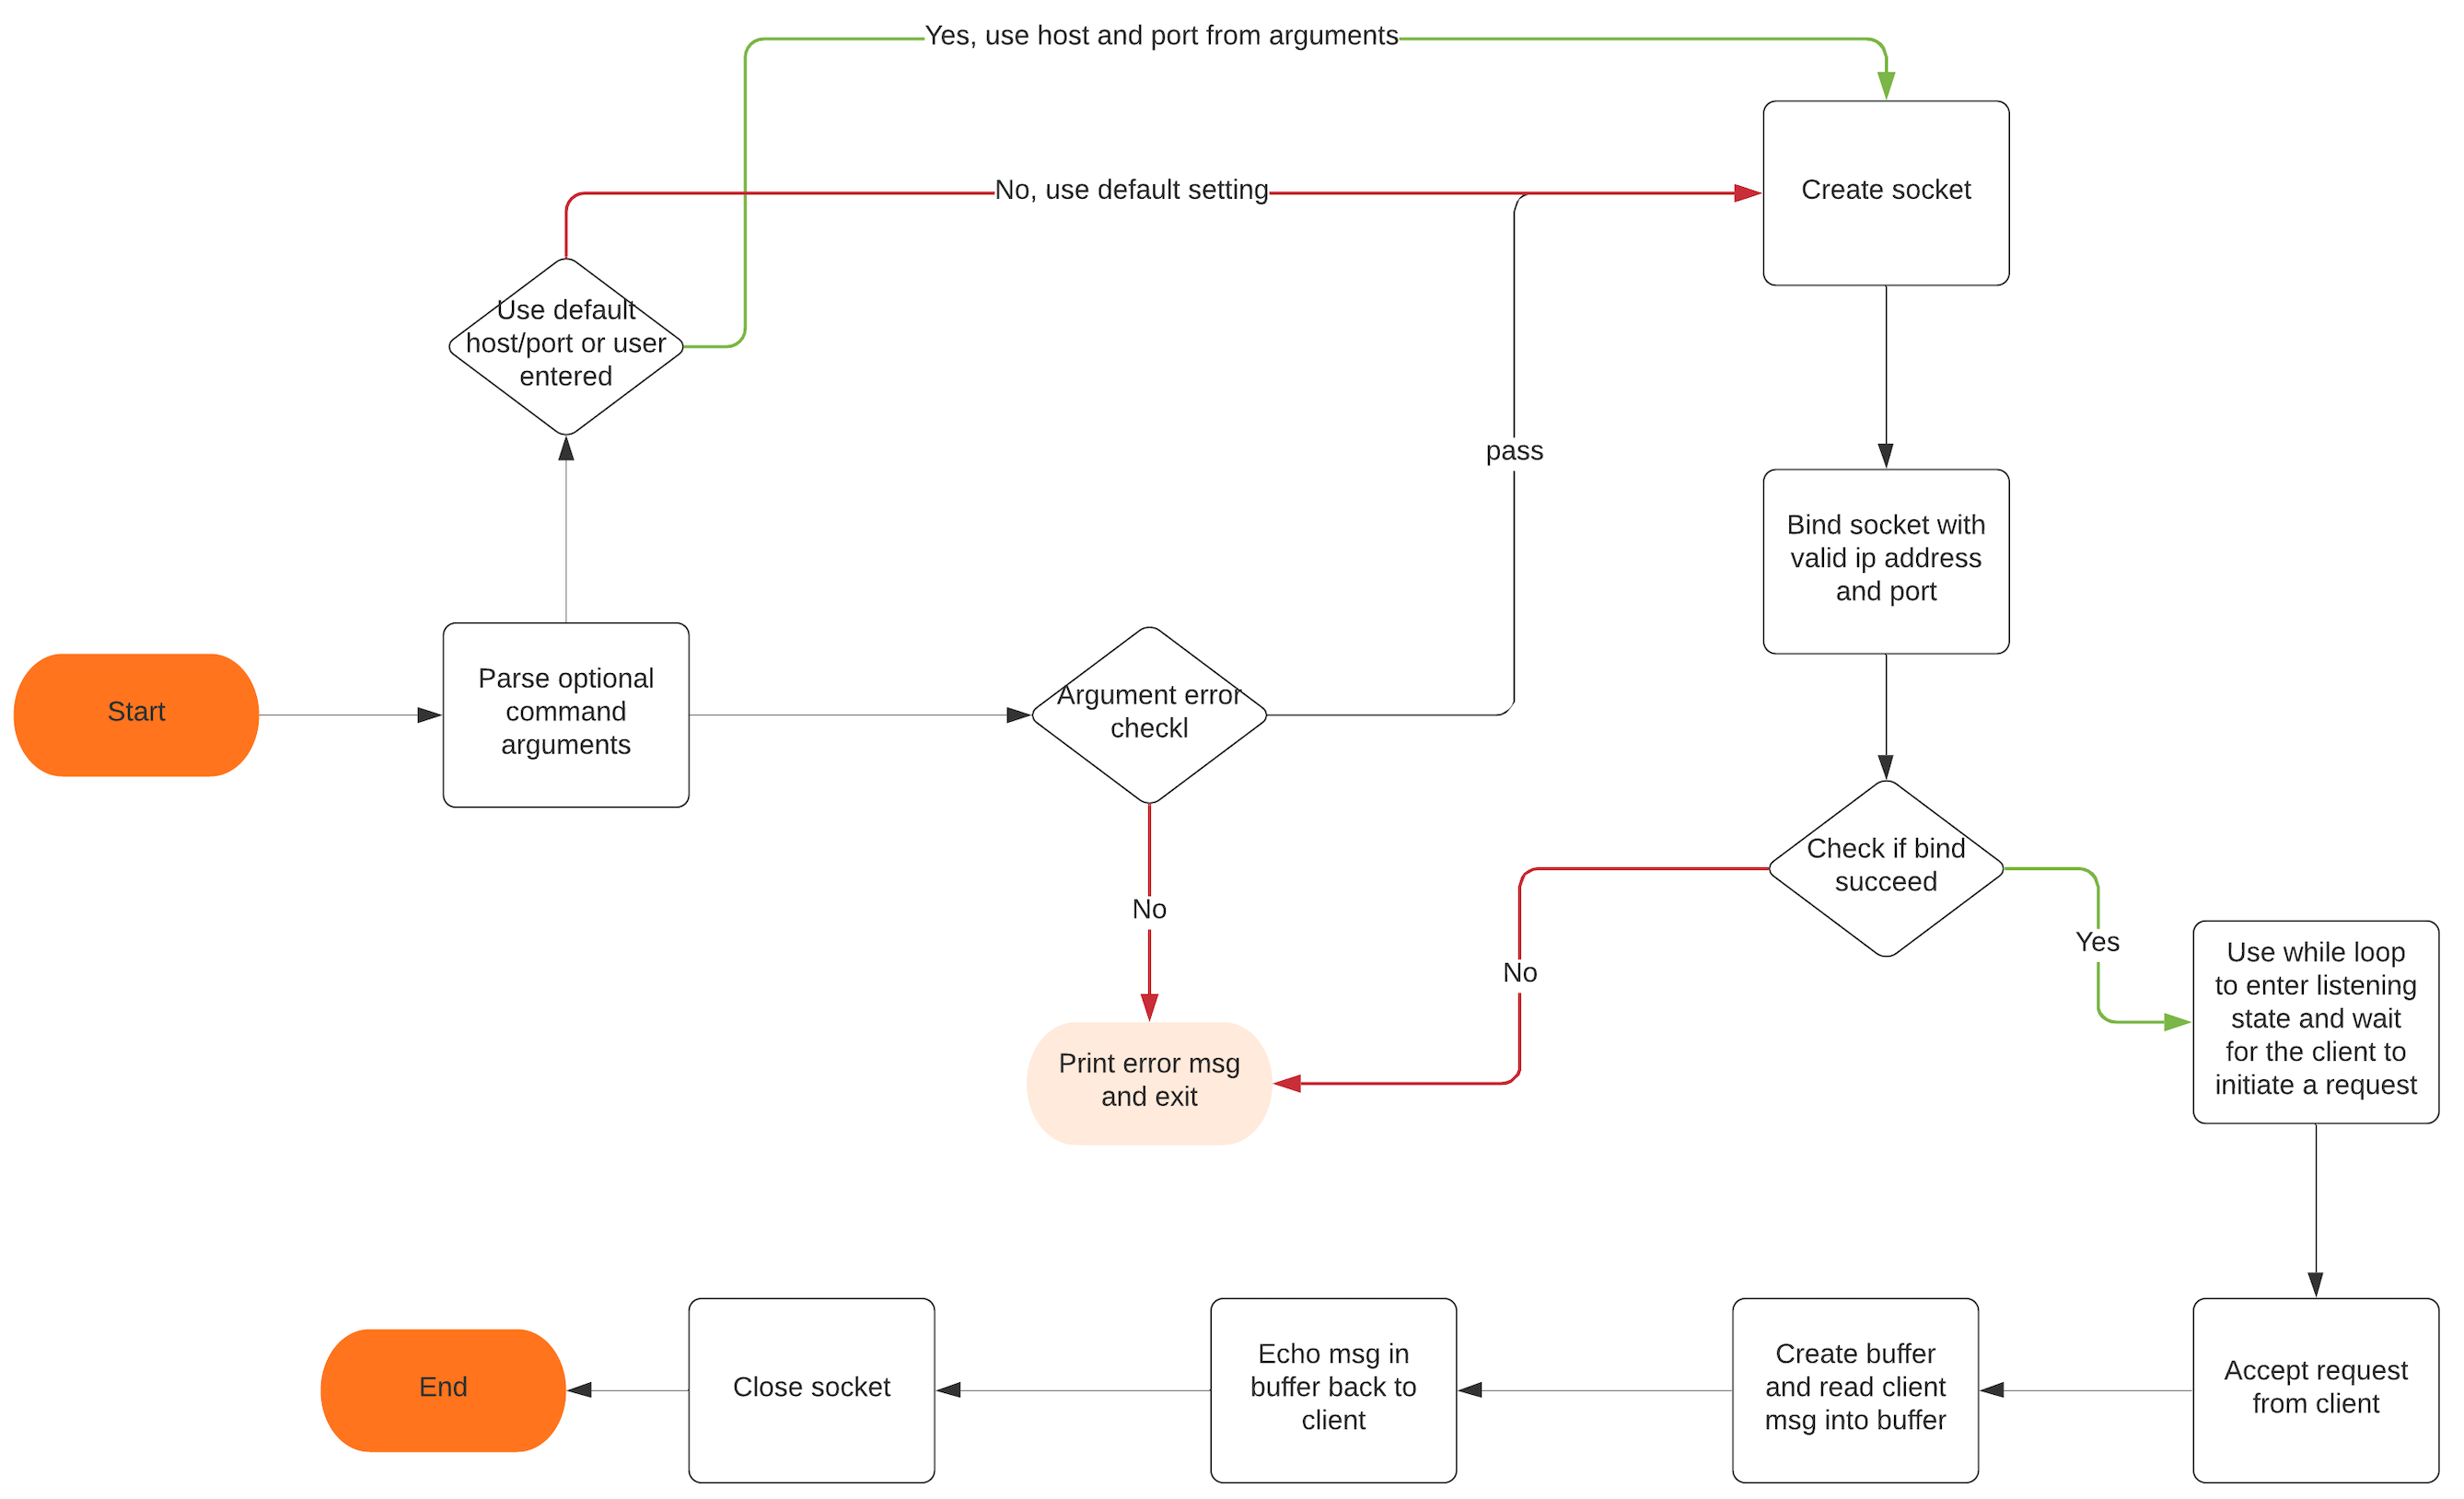 Yes, use host and port from arguments
No, use default setting
Create socket
Use default
host/port or user
entered
pass
Bind socket with
valid ip address
and port
Start
Parse optional
command
arguments
Argument error
checkl
Check if bind
succeed
No
Yes
No
Use while loop
to enter listening
state and wait
for the client to
initiate a request
Print error msg
and exit
End
Close socket
Echo msg in
buffer back to
client
Create buffer
and read client
msg into buffer
Accept request
from client